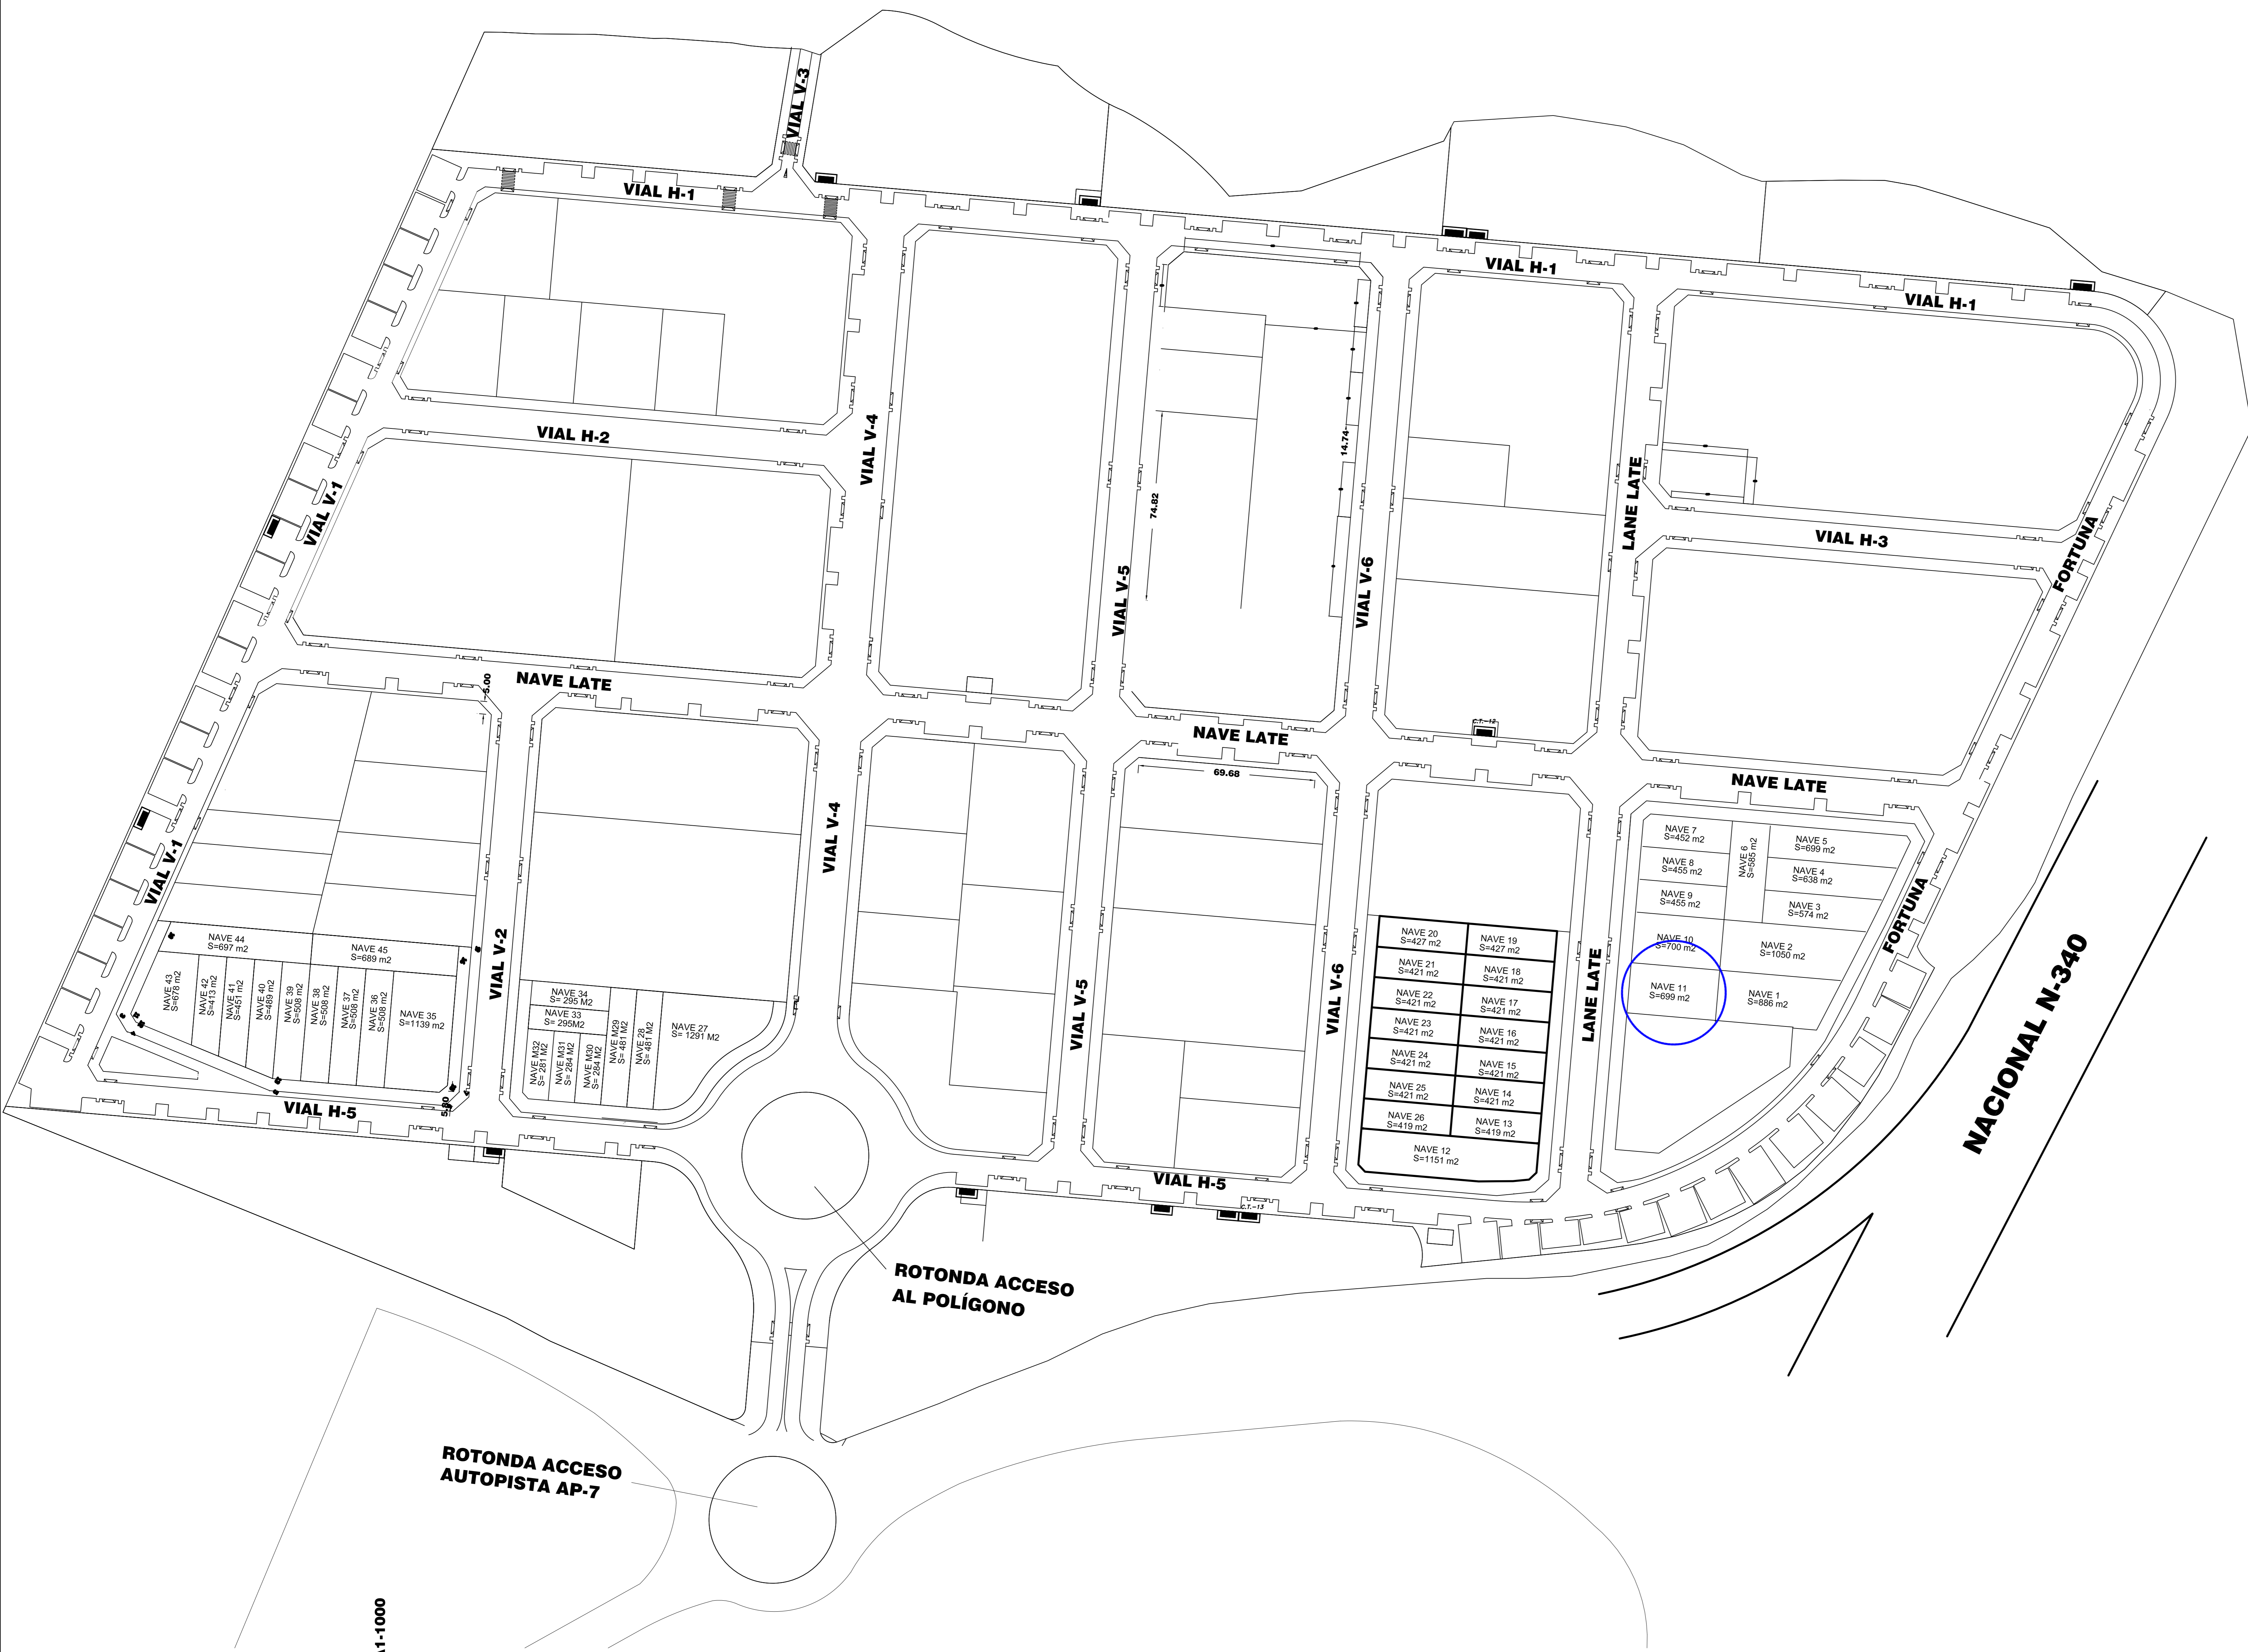 VIAL V-3
VIAL H-1
VIAL H-1
VIAL H-1
VIAL H-2
VIAL V-4
VIAL V-1
VIAL V-5
74.82
14.74
VIAL V-6
LANE LATE
VIAL H-3
FORTUNA
NAVE LATE
5.00
NAVE LATE
C.T.-12
NAVE LATE
69.68
VIAL V-1
VIAL V-2
VIAL V-4
VIAL V-5
VIAL V-6
LANE LATE
FORTUNA
NACIONAL N-340
NAVE 7
S=452 m2
NAVE 8
S=455 m2
NAVE 9
S=455 m2
NAVE 6
S=585 m2
NAVE 5
S=699 m2
NAVE 4
S=638 m2
NAVE 3
S=574 m2
NAVE 10
S=700 m2
NAVE 2
S=1050 m2
NAVE 11
S=699 m2
NAVE 1
S=886 m2
NAVE 20
S=427 m2
NAVE 19
S=427 m2
NAVE 21
S=421 m2
NAVE 18
S=421 m2
NAVE 22
S=421 m2
NAVE 17
S=421 m2
NAVE 23
S=421 m2
NAVE 16
S=421 m2
NAVE 24
S=421 m2
NAVE 15
S=421 m2
NAVE 25
S=421 m2
NAVE 14
S=421 m2
NAVE 26
S=419 m2
NAVE 13
S=419 m2
NAVE 12
S=1151 m2
NAVE 44
S=697 m2
NAVE 45
S=689 m2
NAVE 43
S=678 m2
NAVE 42
S=413 m2
NAVE 41
S=451 m2
NAVE 40
S=489 m2
NAVE 39
S=508 m2
NAVE 38
S=508 m2
NAVE 37
S=508 m2
NAVE 36
S=508 m2
NAVE 35
S=1139 m2
NAVE 34
S= 295 M2
NAVE 33
S= 295M2
NAVE M32
S= 281 M2
NAVE M31
S= 284 M2
NAVE M30
S= 284 M2
NAVE M29
S= 481 M2
NAVE 28
S= 481 M2
NAVE 27
S= 1291 M2
VIAL H-5
VIAL H-5
C.T.-13
ROTONDA ACCESO
AL POLÍGONO
ROTONDA ACCESO
AUTOPISTA AP-7